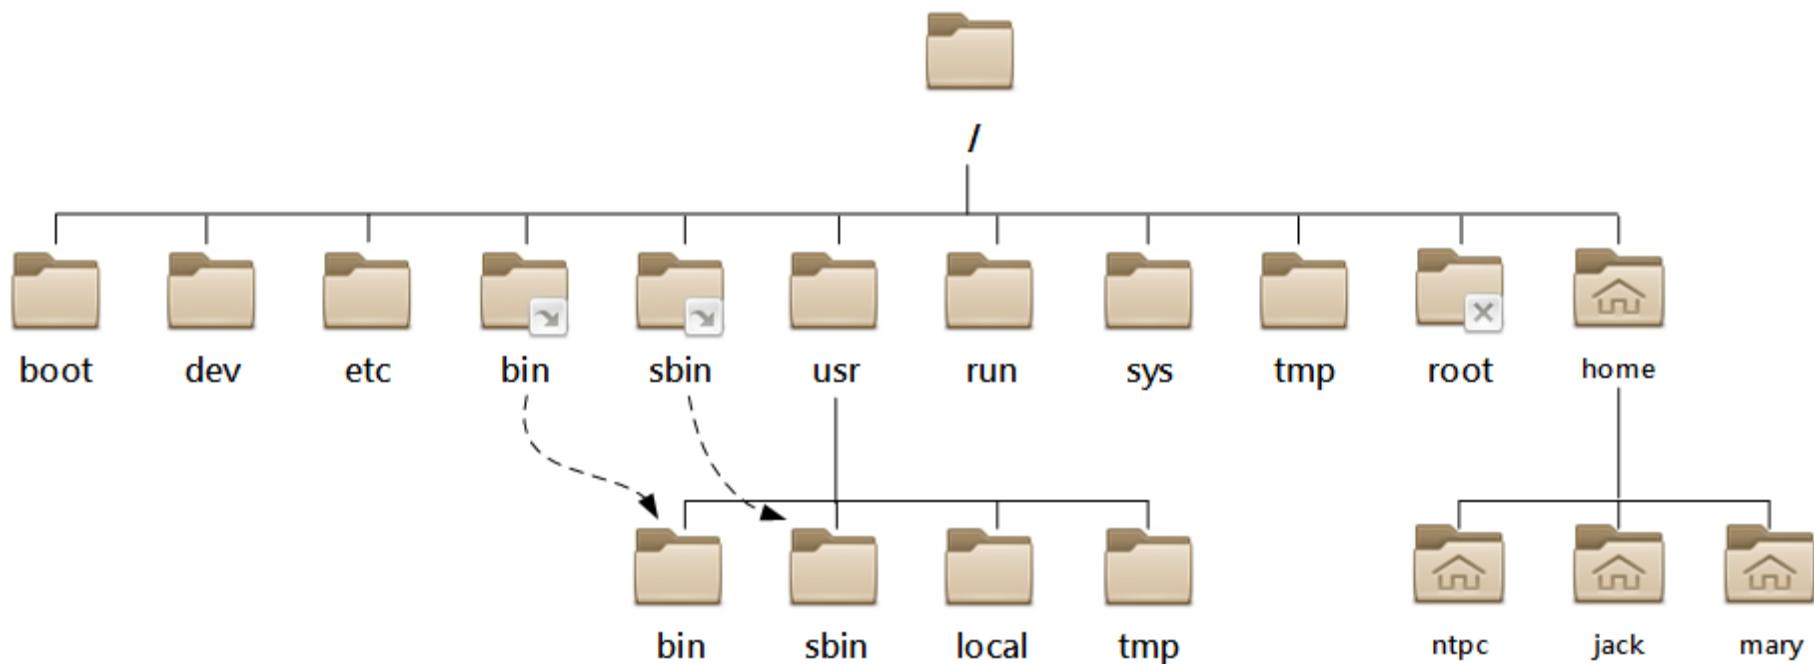 /
boot dev etc bin sbin usr run sys tmp root home
bin sbin local tmp ntpc jack mary